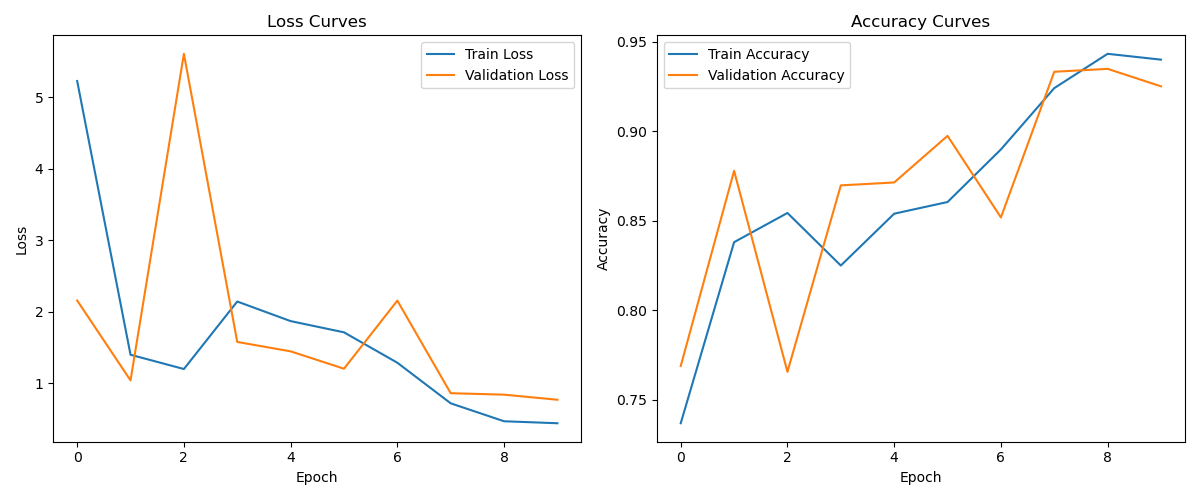 Loss Curves
Train Loss
Validation Loss
5
4
3
2
1
Loss
0 2 4 6 8
Epoch
Accuracy Curves
Train Accuracy
Validation Accuracy
0.95
0.90
0.85
0.80
0.75
Accuracy
0 2 4 6 8
Epoch